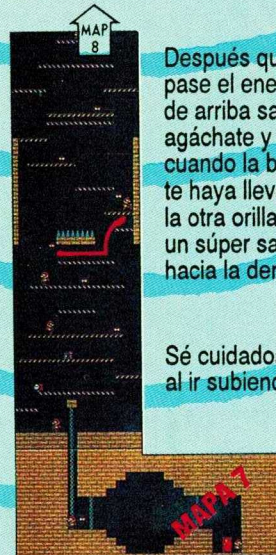 MAP
8
Después qu
pase el ene
de arriba sa
agáchate y
cuando la b
te haya llev
la otra orilla
un súper sa
hacia la der
Sé cuidado
al ir subiend
MAPA 7